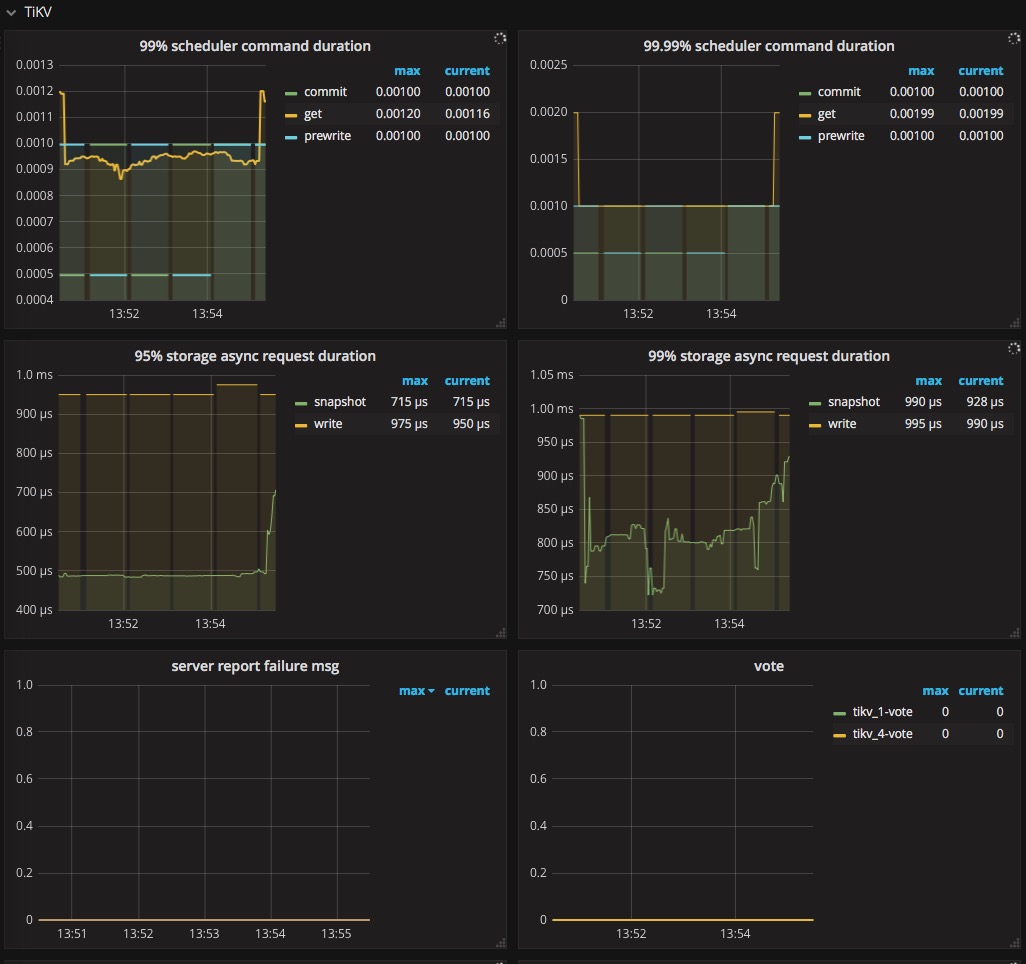 TiKV
99% scheduler command duration
0.0013
0.0012
0.0011
0.0010
0.0009
0.0008
0.0007
0.0006
0.0005
0.0004
13:52 13:54
max current
commit 0.00100 0.00100
get 0.00120 0.00116
prewrite 0.00100 0.00100
99.99% scheduler command duration
0.0025
0.0020
0.0015
0.0010
0.0005
0
13:52 13:54
max current
commit 0.00100 0.00100
get 0.00199 0.00199
prewrite 0.00100 0.00100
95% storage async request duration
1.0 ms
900 µs
800 µs
700 µs
600 µs
500 µs
400 µs
13:52 13:54
max current
snapshot 715 µs 715 µs
write 975 µs 950 µs
99% storage async request duration
1.05 ms
1.00 ms
950 µs
900 µs
850 µs
800 µs
750 µs
700 µs
13:52 13:54
max current
snapshot 990 µs 928 µs
write 995 µs 990 µs
server report failure msg
1.0
0.8
0.6
0.4
0.2
0
13:51 13:52 13:53 13:54 13:55
max current
vote
1.0
0.8
0.6
0.4
0.2
0
13:52 13:54
max current
tikv_1-vote 0 0
tikv_4-vote 0 0